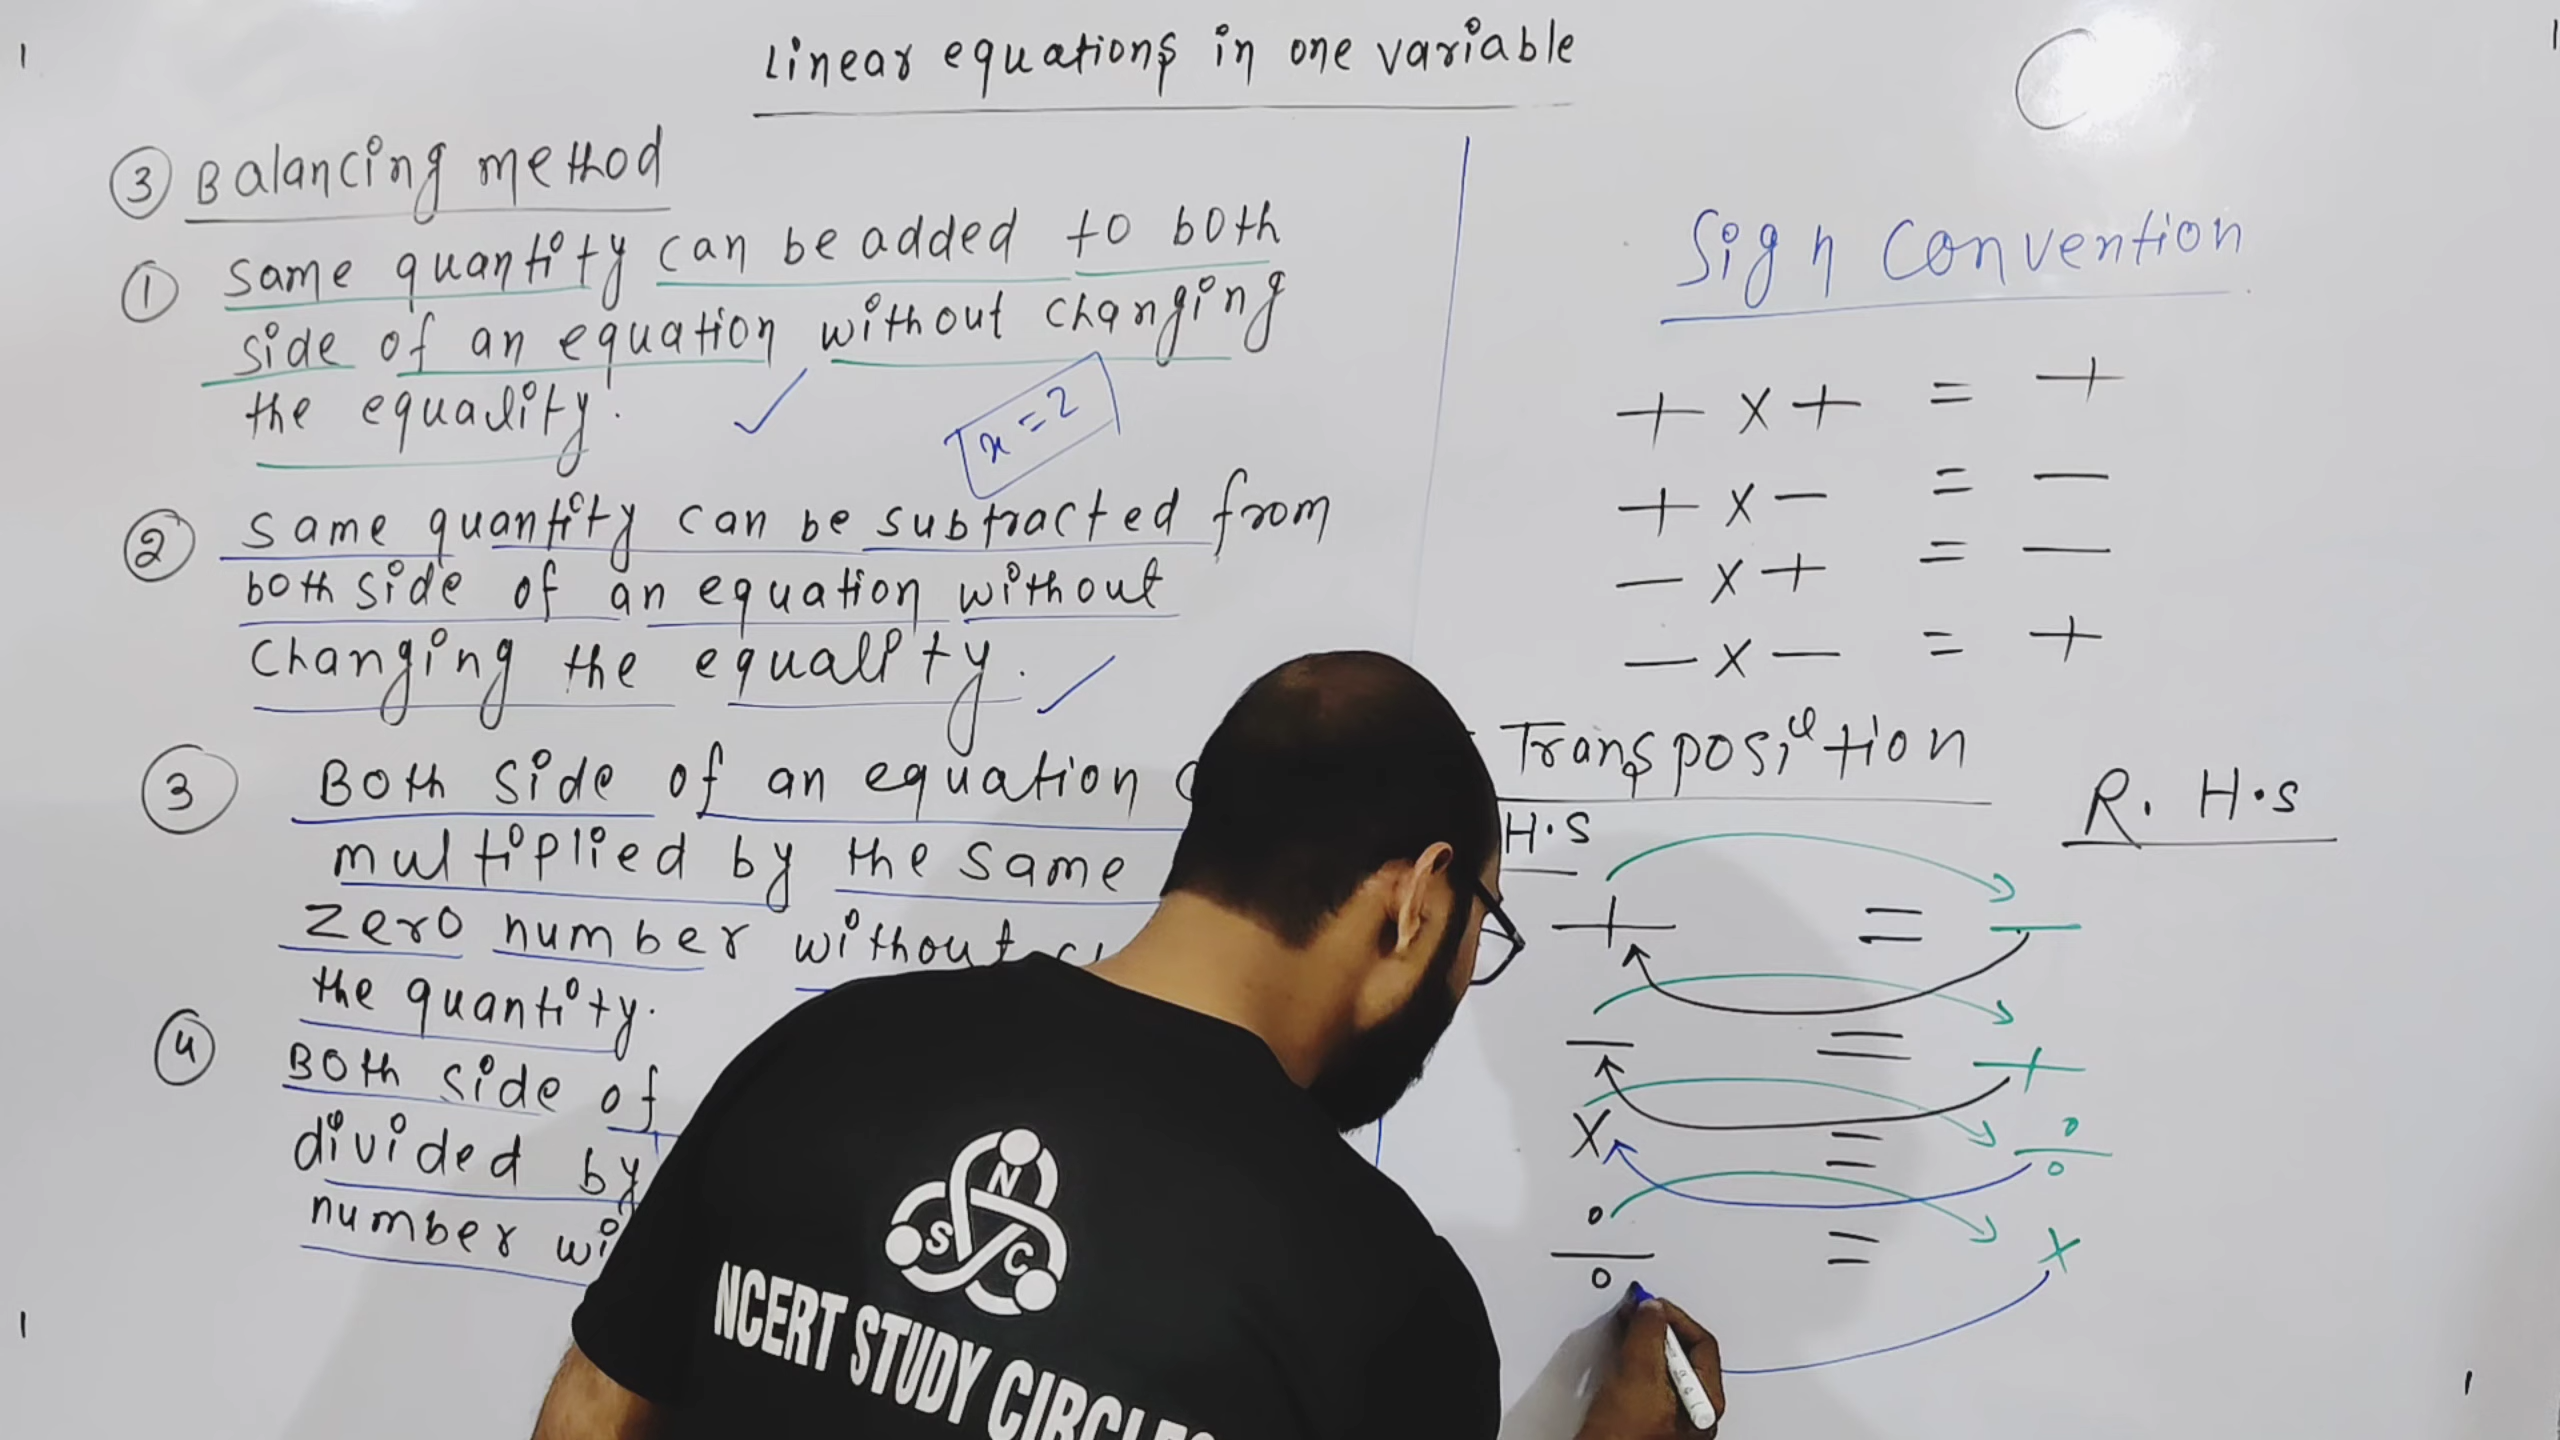 Linear equations in one variable
③ Balancing method
① same quantity can be added to both
side of an equation without changing
the equality.
x = 2
② same quantity can be subtracted from
both side of an equation without
changing the equality.
③ Both side of an equation
multiplied by the same
zero number without
the quantity.
④ Both side of
divided by
number wi
Sign Convention
+ x + = +
+ x - = -
- x + = -
- x - = +
Transposition
H.S R. H.S
+ = -
- = +
x = ÷
÷ = x
N
S C
NCERT STUDY CIRCLES